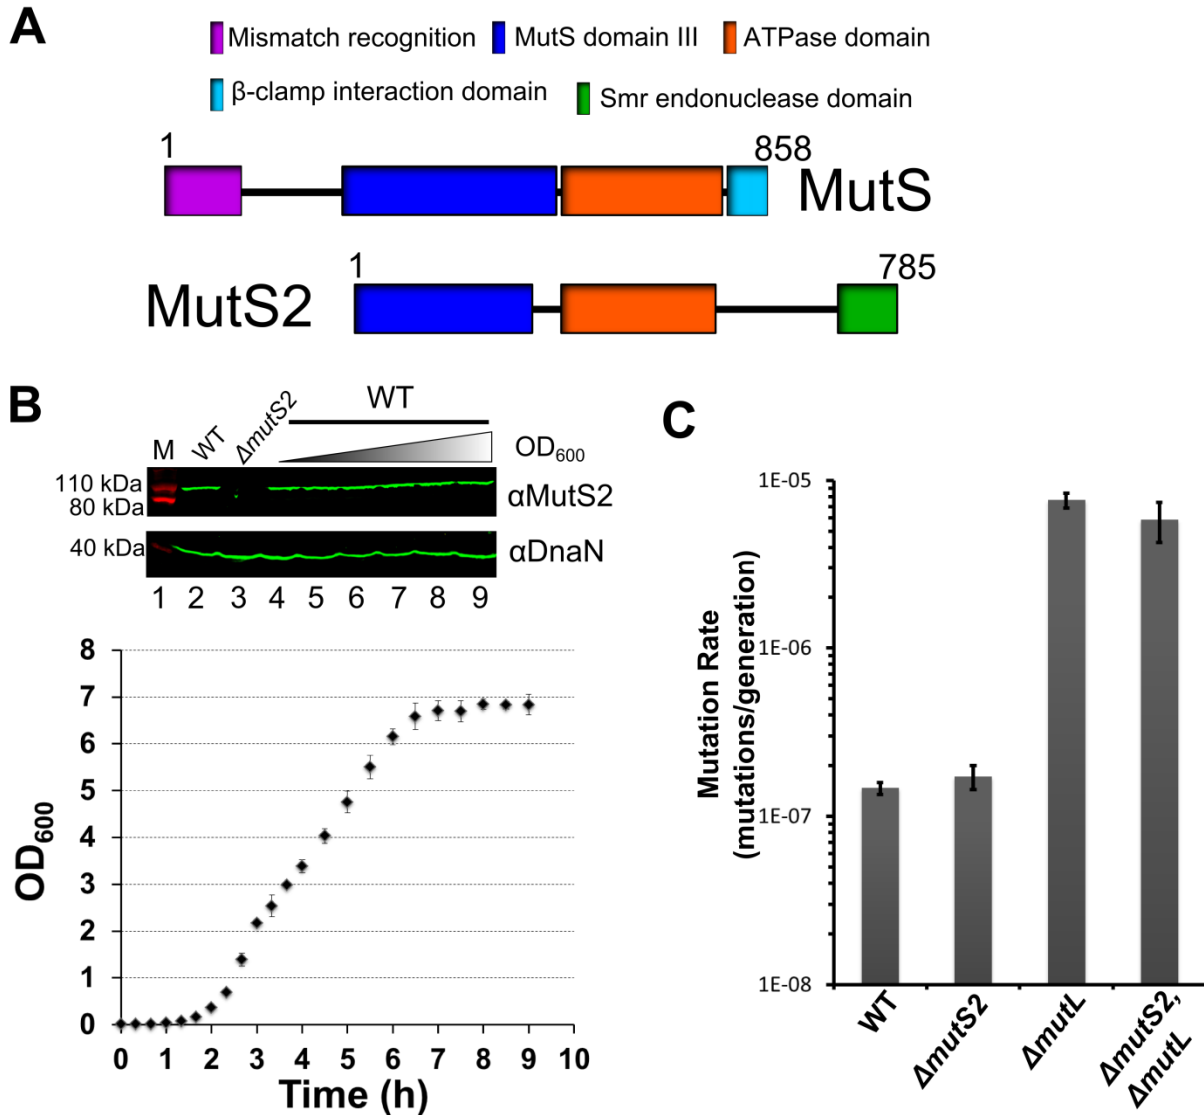 A
Mismatch recognition MutS domain III ATPase domain
β-clamp interaction domain Smr endonuclease domain
1 858
MutS
1 785
MutS2
B
WT
M WT ΔmutS2 OD600
110 kDa
80 kDa
αMutS2
40 kDa
αDnaN
1 2 3 4 5 6 7 8 9
8
7
6
5
4
3
2
1
0
OD600
0 1 2 3 4 5 6 7 8 9 10
Time (h)
C
1E-05
1E-06
1E-07
1E-08
Mutation Rate
(mutations/generation)
WT
ΔmutS2
ΔmutL
ΔmutS2,
ΔmutL